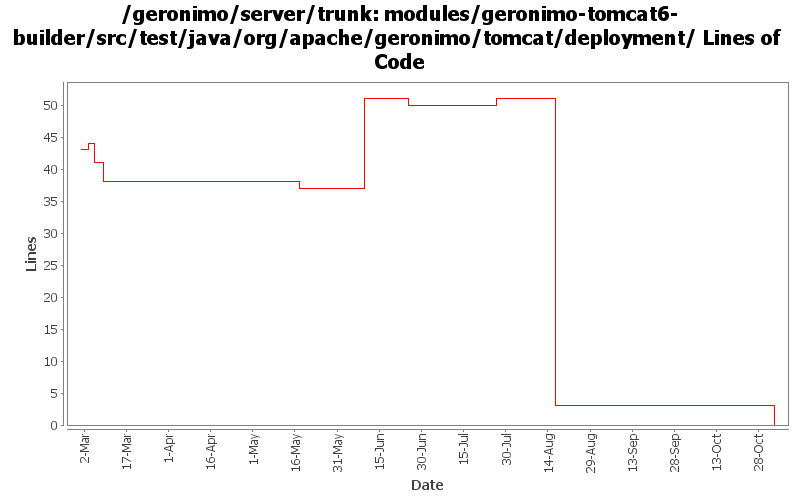 /geronimo/server/trunk: modules/geronimo-tomcat6-
builder/src/test/java/org/apache/geronimo/tomcat/deployment/ Lines of
Code
Lines
50
45
40
35
30
25
20
15
10
5
0
2-Mar
17-Mar
1-Apr
16-Apr
1-May
16-May
31-May
15-Jun
30-Jun
15-Jul
30-Jul
14-Aug
29-Aug
13-Sep
28-Sep
13-Oct
28-Oct
Date